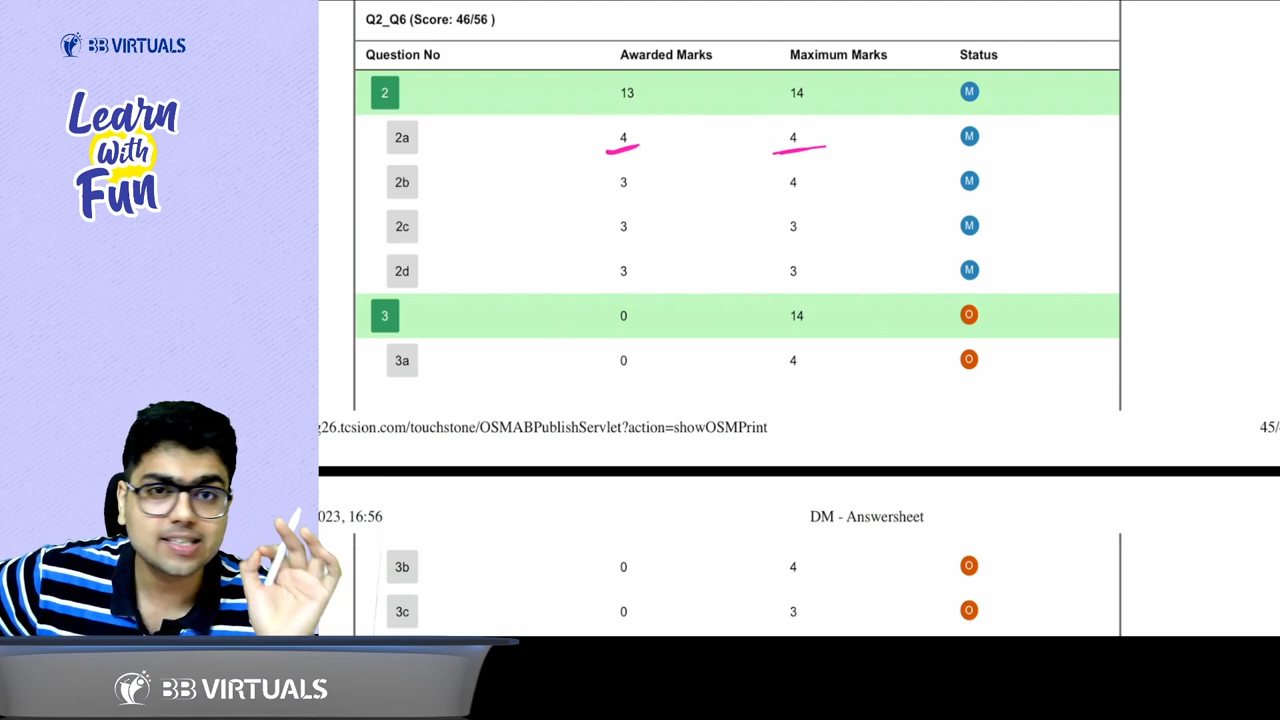 BB VIRTUALS
Learn
With
Fun
Q2_Q6 (Score: 46/56 )
Question No Awarded Marks Maximum Marks Status
2 13 14 M
2a 4 4 M
2b 3 4 M
2c 3 3 M
2d 3 3 M
3 0 14 O
3a 0 4 O
g26.tcsion.com/touchstone/OSMABPublishServlet?action=showOSMPrint 45/
023, 16:56 DM - Answersheet
3b 0 4 O
3c 0 3 O
BB VIRTUALS